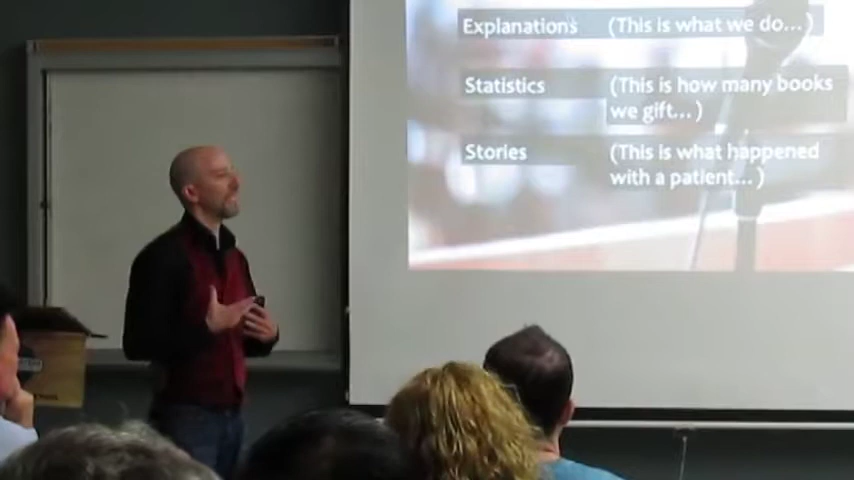 Explanations (This is what we do...)
Statistics (This is how many books
we gift...)
Stories (This is what happened
with a patient...)